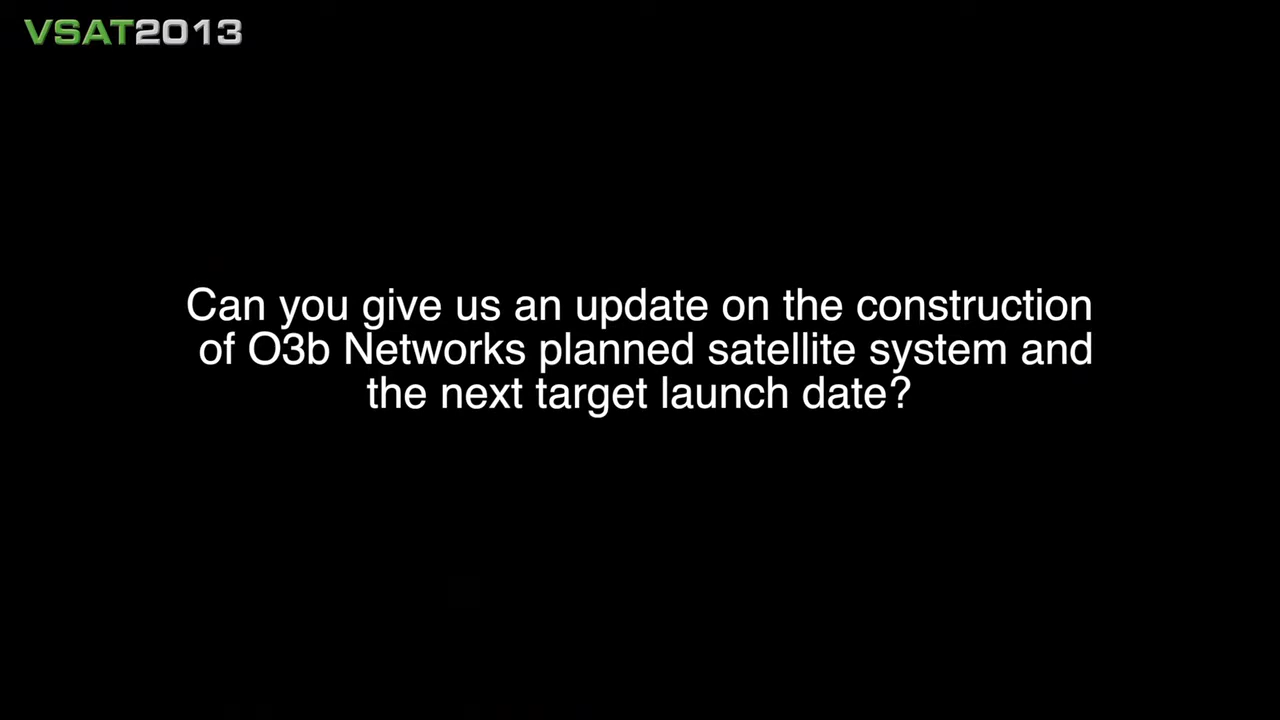 VSAT2013
Can you give us an update on the construction
of O3b Networks planned satellite system and
the next target launch date?